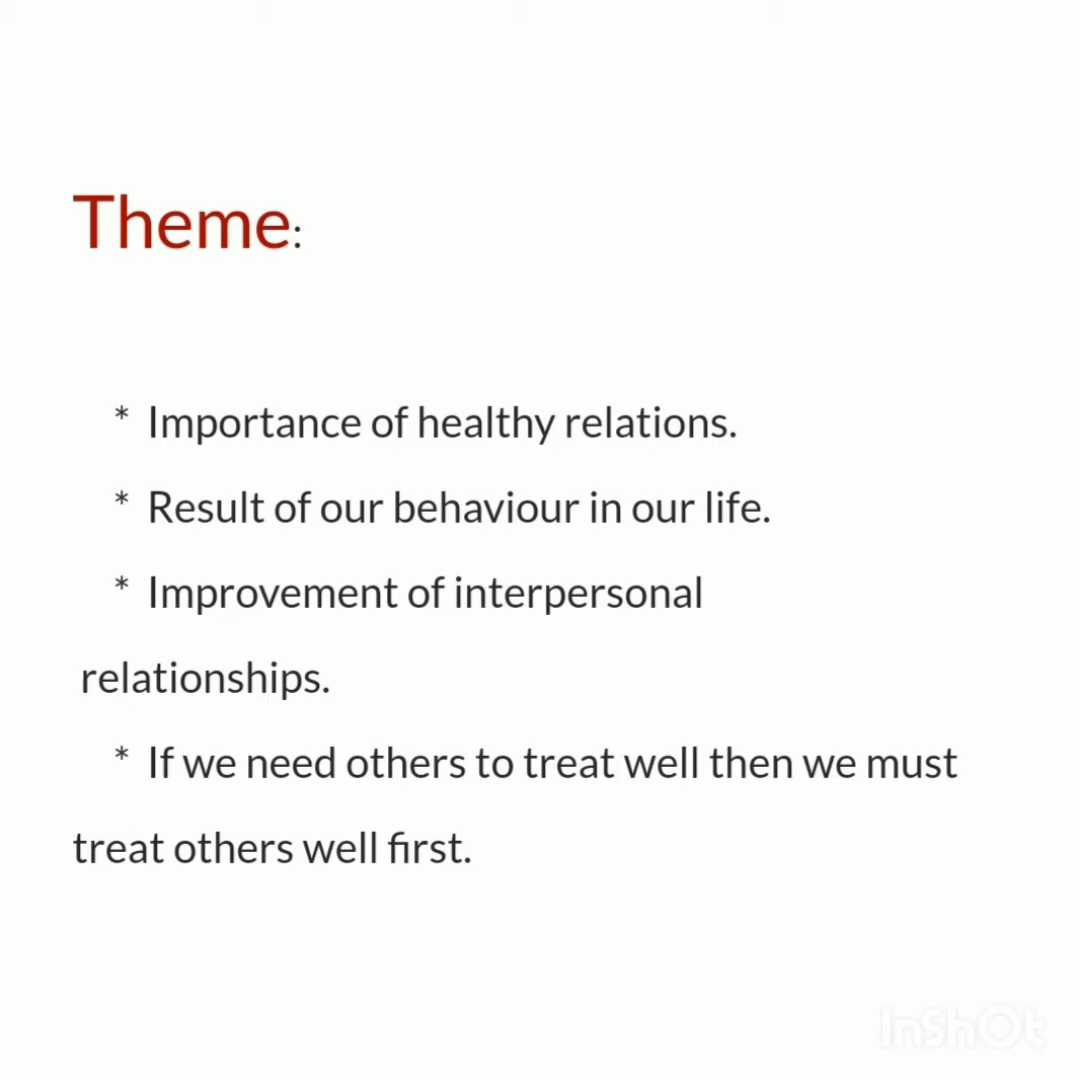 Theme:
* Importance of healthy relations.
* Result of our behaviour in our life.
* Improvement of interpersonal
relationships.
* If we need others to treat well then we must
treat others well first.
InShOt